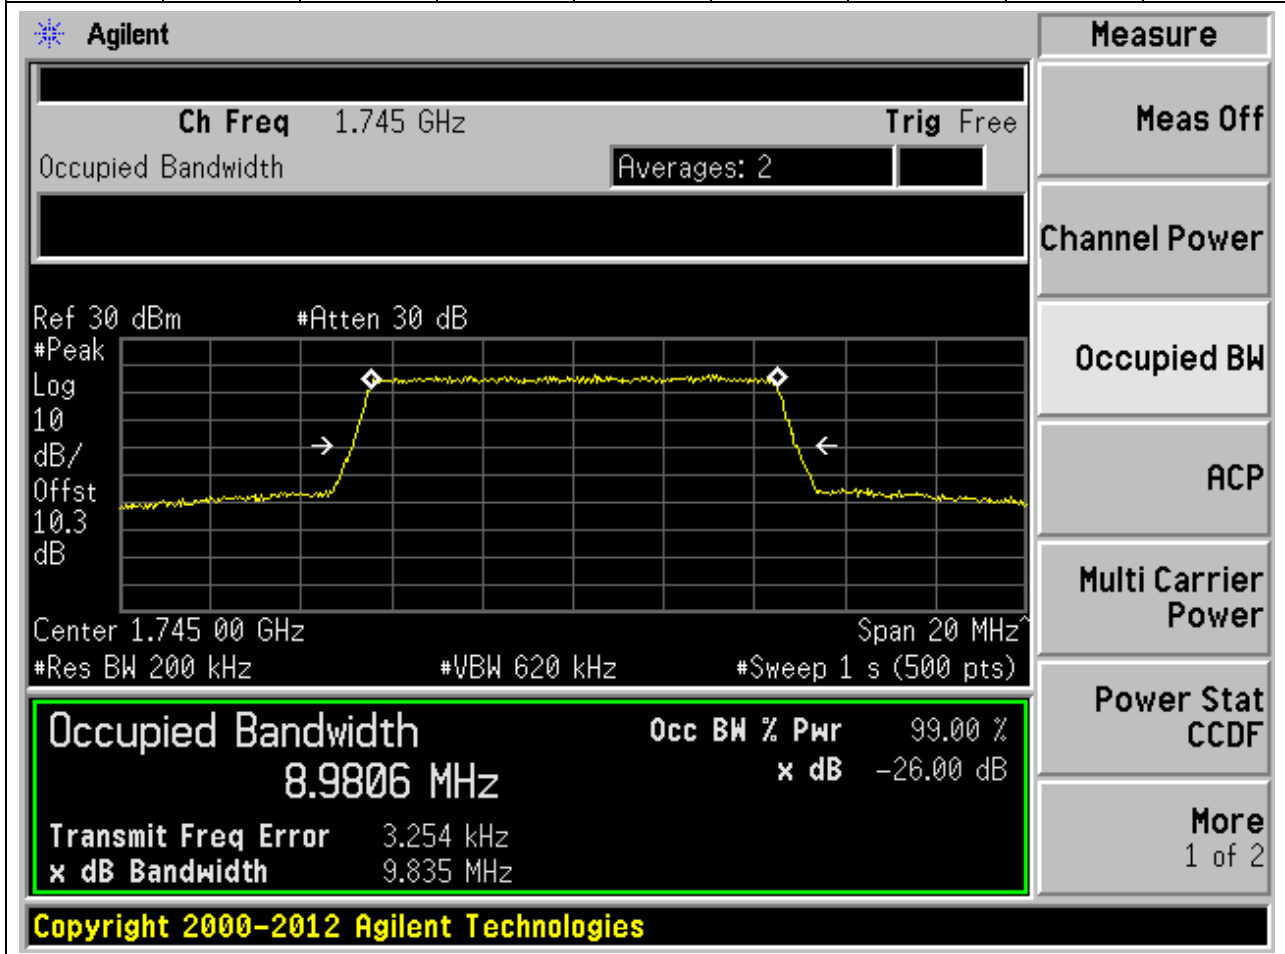 Agilent
Measure
Ch Freq 1.745 GHz Trig Free
Occupied Bandwidth Averages: 2
Meas Off
Channel Power
Occupied BW
ACP
Multi Carrier
Power
Power Stat
CCDF
More
1 of 2
Ref 30 dBm #Atten 30 dB
#Peak
Log
10
dB/
Offst
10.3
dB
Center 1.745 00 GHz Span 20 MHz^
#Res BW 200 kHz #VBW 620 kHz #Sweep 1 s (500 pts)
Occupied Bandwidth Occ BW % Pwr 99.00 %
8.9806 MHz x dB -26.00 dB
Transmit Freq Error 3.254 kHz
x dB Bandwidth 9.835 MHz
Copyright 2000-2012 Agilent Technologies